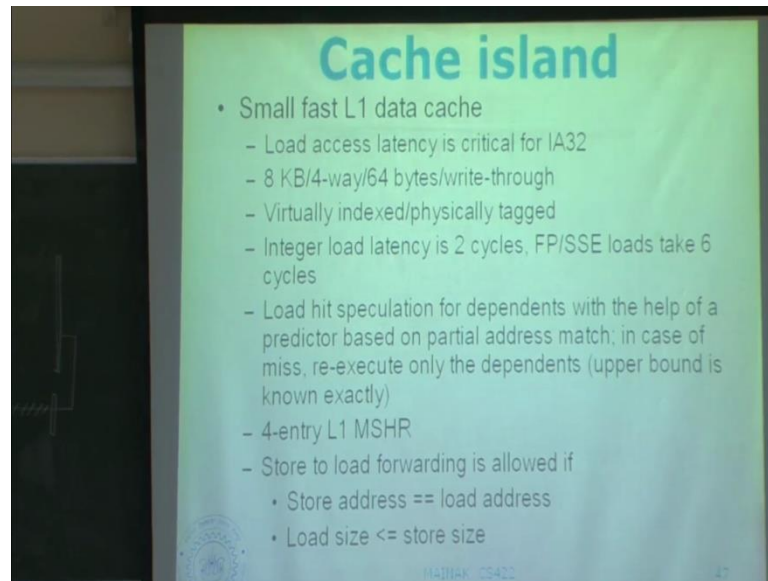 Cache island
• Small fast L1 data cache
– Load access latency is critical for IA32
– 8 KB/4-way/64 bytes/write-through
– Virtually indexed/physically tagged
– Integer load latency is 2 cycles, FP/SSE loads take 6
cycles
– Load hit speculation for dependents with the help of a
predictor based on partial address match; in case of
miss, re-execute only the dependents (upper bound is
known exactly)
– 4-entry L1 MSHR
– Store to load forwarding is allowed if
• Store address == load address
• Load size <= store size
MAINAK CS422
47